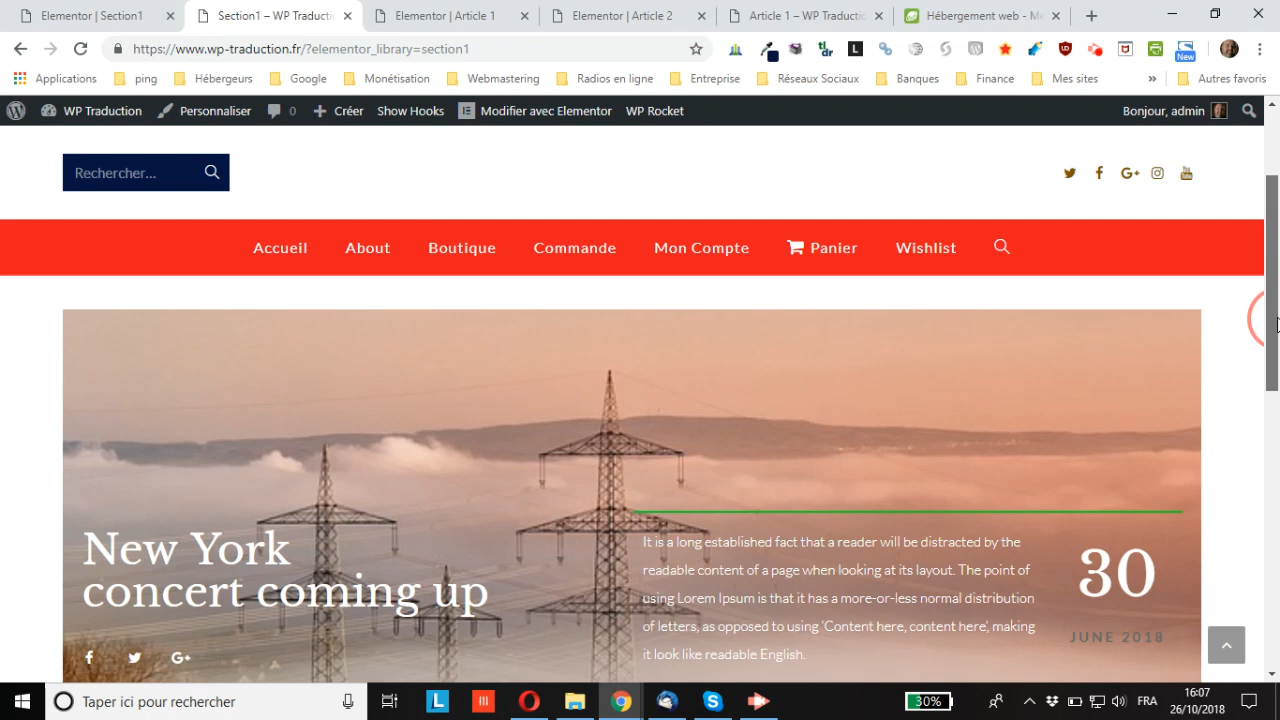 Elementor | Section1
Section1 – WP Traducti
Elementor | Article 1
Elementor | Article 2
Article 1 – WP Traducti
Hébergement web - M
https://www.wp-traduction.fr/?elementor_library=section1
tl;dr
L
New
Applications
ping
Hébergeurs
Google
Monétisation
Webmastering
Radios en ligne
Entreprise
Réseaux Sociaux
Banques
Finance
Mes sites
»
Autres favoris
WP Traduction
Personnaliser
0
Créer
Show Hooks
Modifier avec Elementor
WP Rocket
Bonjour, admin
Rechercher...
Accueil
About
Boutique
Commande
Mon Compte
Panier
Wishlist
New York
concert coming up
It is a long established fact that a reader will be distracted by the
readable content of a page when looking at its layout. The point of
using Lorem Ipsum is that it has a more-or-less normal distribution
of letters, as opposed to using 'Content here, content here', making
it look like readable English.
30
JUNE 2018
Taper ici pour rechercher
L
30%
FRA
16:07
26/10/2018